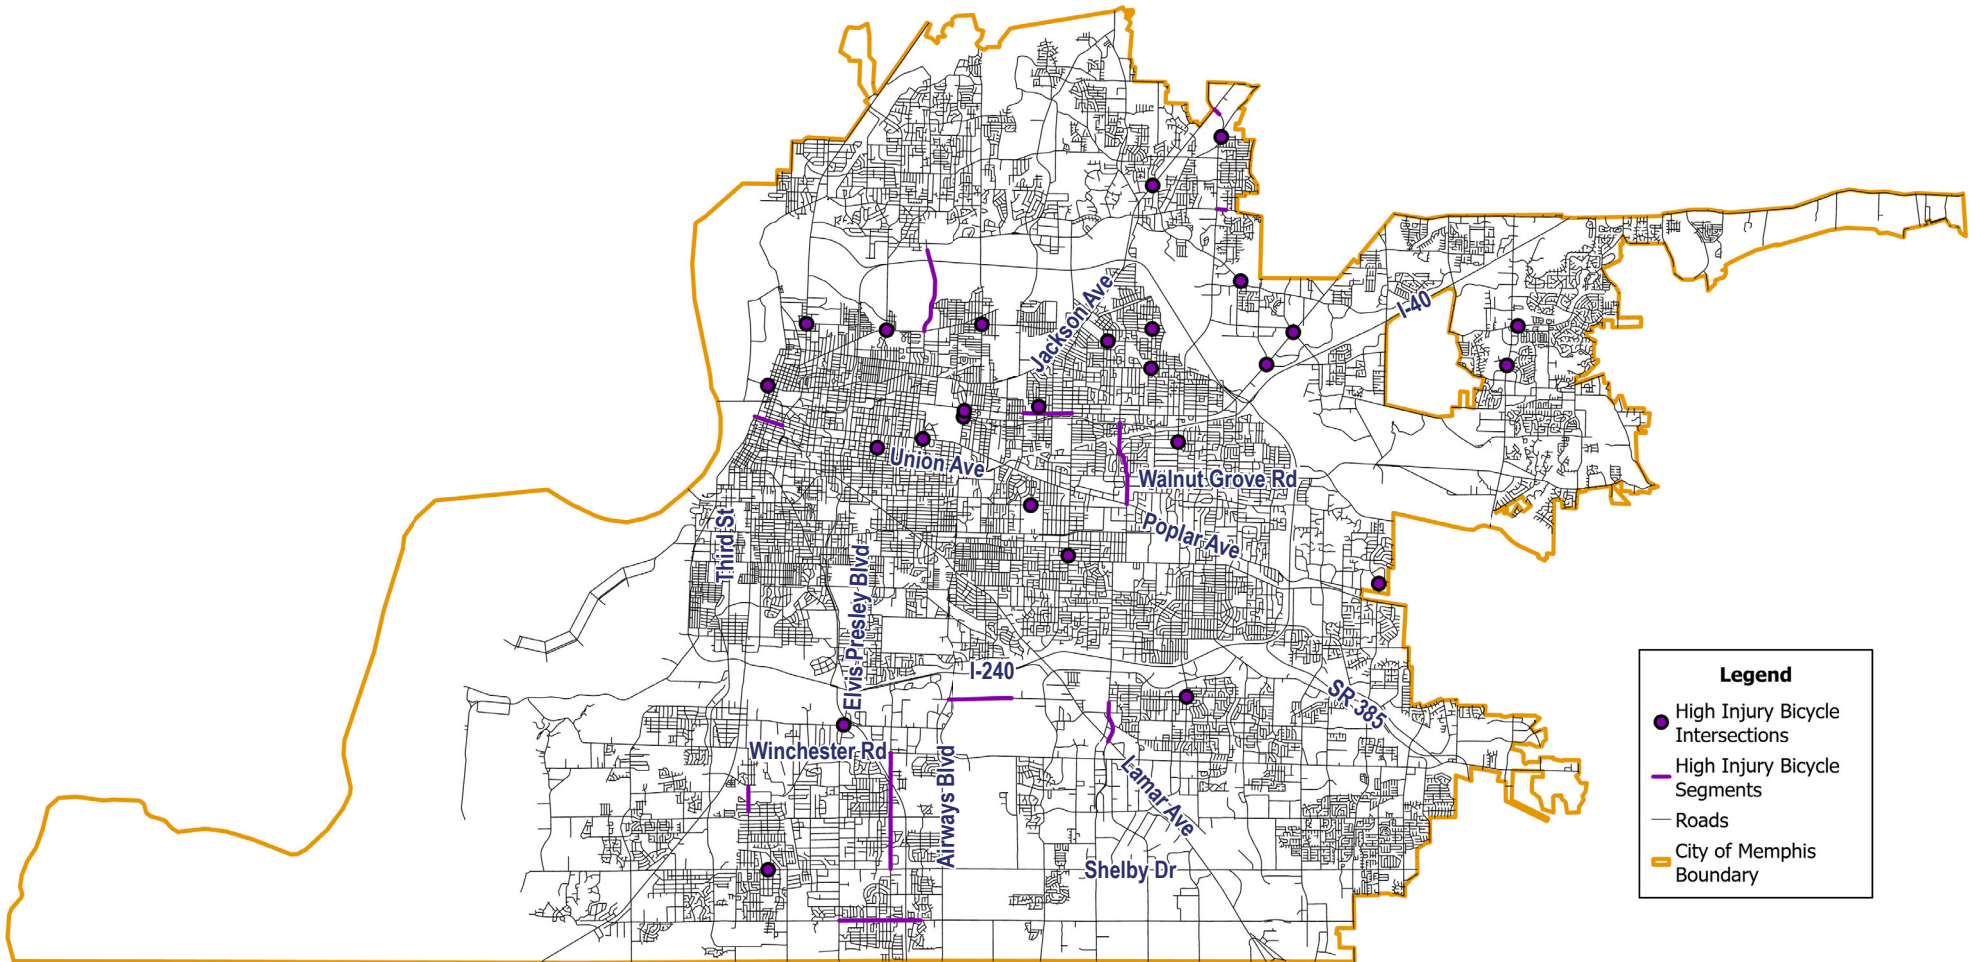 Jackson Ave
I-40
Union Ave
Walnut Grove Rd
Poplar Ave
Third St
Elvis Presley Blvd
I-240
SR-385
Winchester Rd
Airways Blvd
Lamar Ave
Shelby Dr
Legend
High Injury Bicycle
Intersections
High Injury Bicycle
Segments
Roads
City of Memphis
Boundary